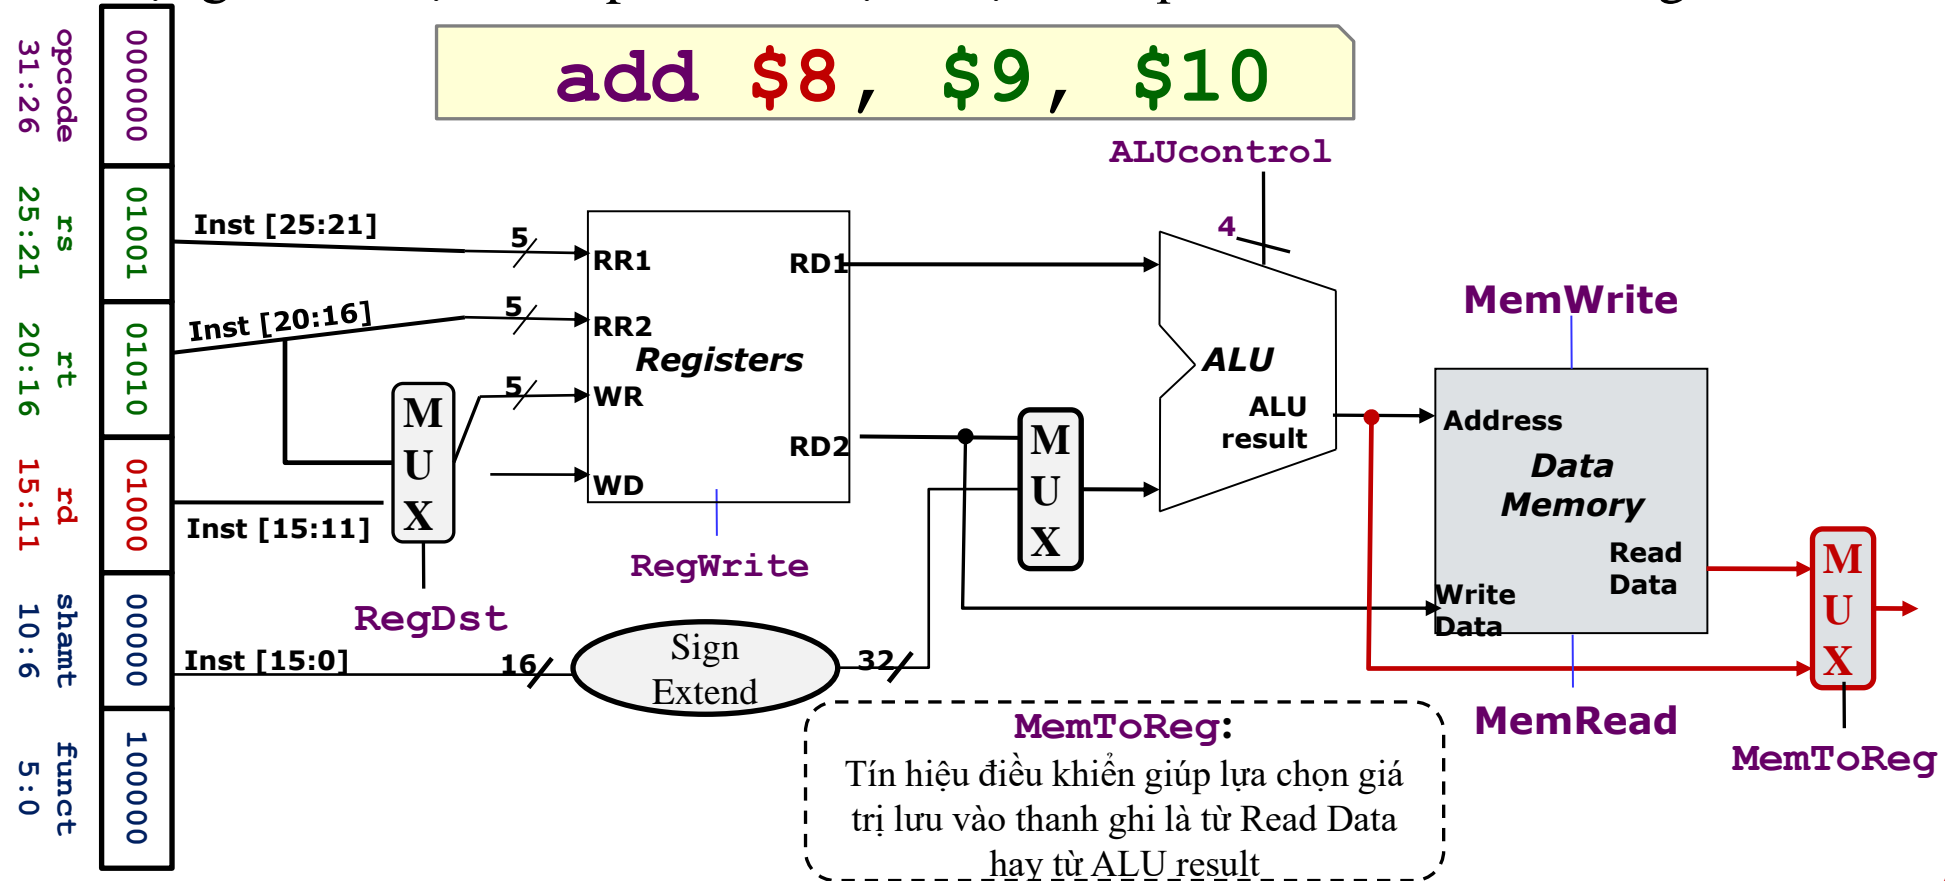 add $8, $9, $10
opcode
31:26
000000
rs
25:21
01001
rt
20:16
01010
rd
15:11
01000
shamt
10:6
00000
funct
5:0
100000
Inst [25:21]
5
Inst [20:16]
5
5
Inst [15:11]
Inst [15:0]
16
32
M
U
X
RegDst
RR1
RR2
WR
WD
RD1
RD2
Registers
RegWrite
Sign
Extend
M
U
X
ALUcontrol
4
ALU
ALU
result
MemWrite
Address
Data
Memory
Read
Data
Write
Data
MemRead
M
U
X
MemToReg
MemToReg:
Tín hiệu điều khiển giúp lựa chọn giá
trị lưu vào thanh ghi là từ Read Data
hay từ ALU result